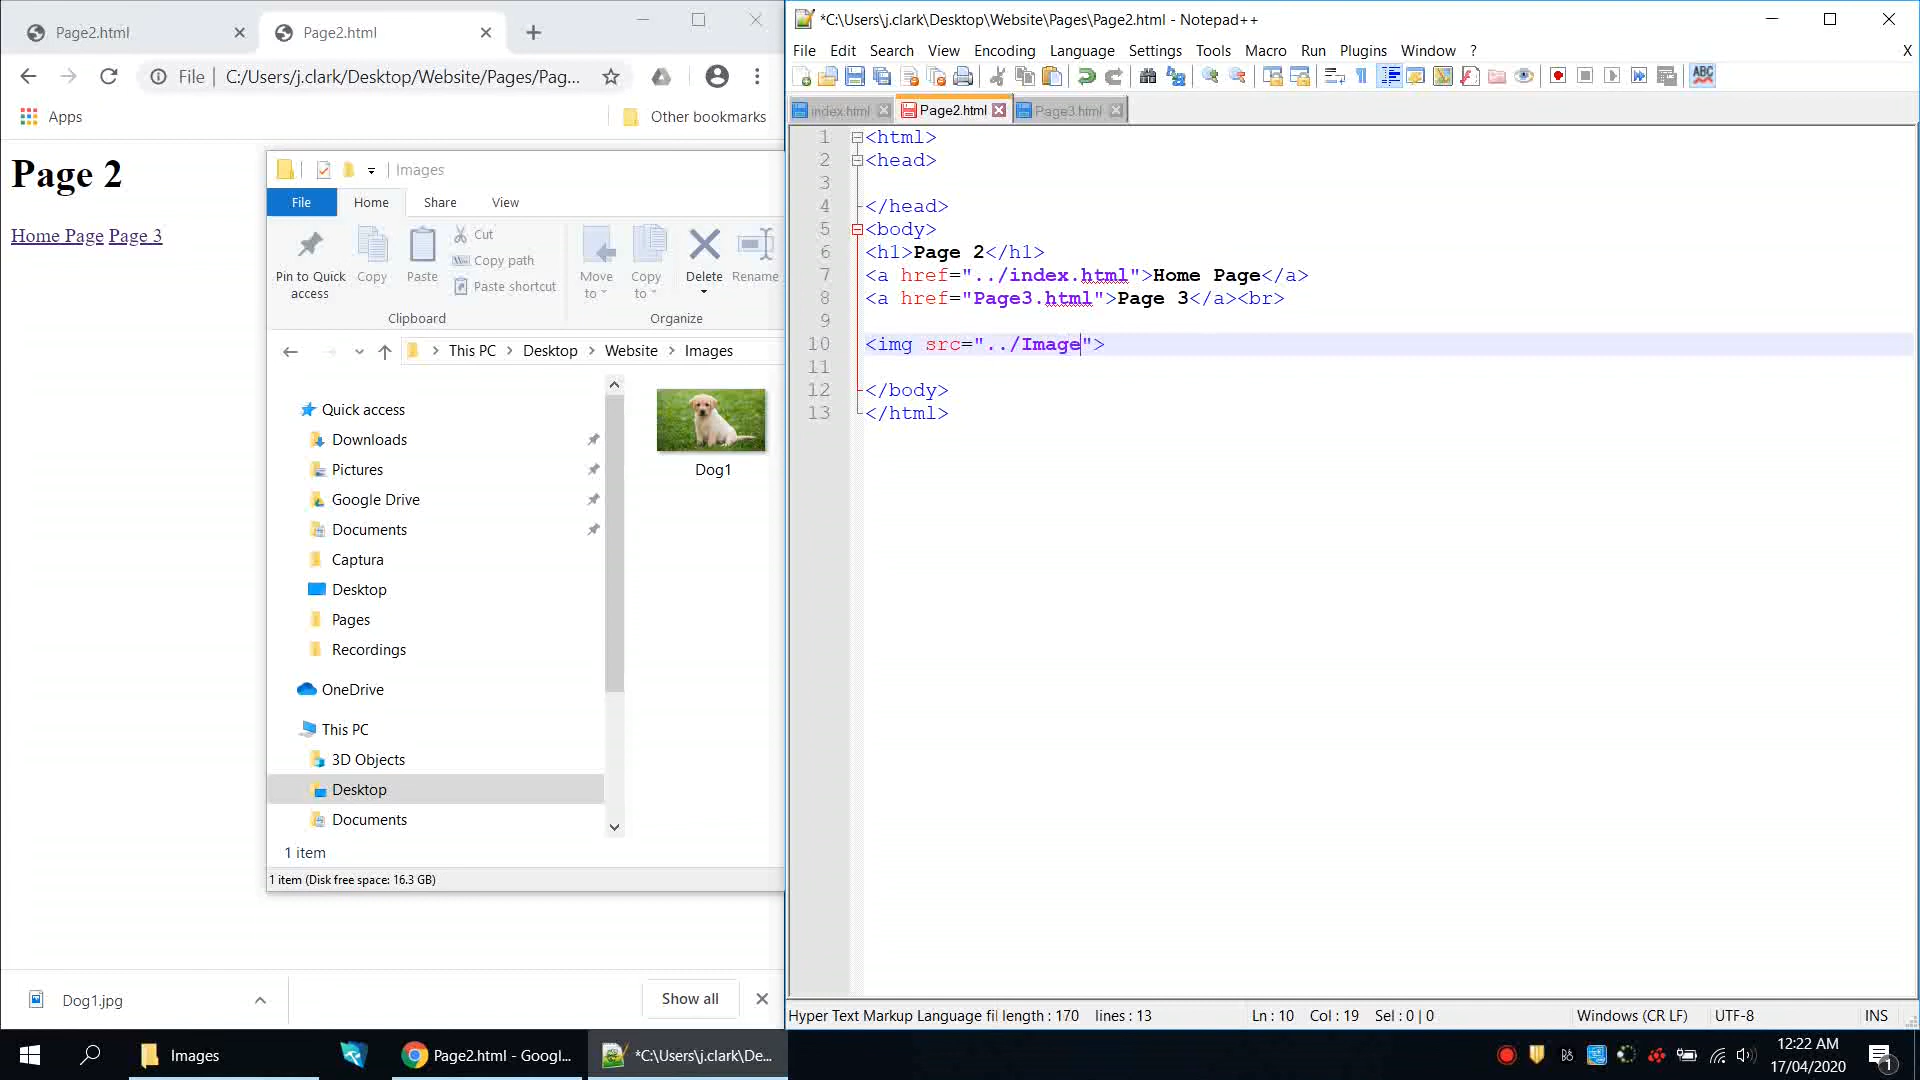 Page2.html
Page2.html
File
C:/Users/j.clark/Desktop/Website/Pages/Pag...
Apps
Other bookmarks
Page 2
Home Page Page 3
Images
File
Home
Share
View
Pin to Quick
access
Copy
Paste
Cut
Copy path
Paste shortcut
Move
to
Copy
to
Delete
Rename
Clipboard
Organize
This PC
Desktop
Website
Images
Quick access
Downloads
Pictures
Google Drive
Documents
Captura
Desktop
Pages
Recordings
OneDrive
This PC
3D Objects
Desktop
Documents
Dog1
1 item
1 item (Disk free space: 16.3 GB)
Dog1.jpg
Show all
*C:\Users\j.clark\Desktop\Website\Pages\Page2.html - Notepad++
File Edit Search View Encoding Language Settings Tools Macro Run Plugins Window ? X
ABC
index.html
Page2.html
Page3.html
1 <html>
2 <head>
3
4 </head>
5 <body>
6 <h1>Page 2</h1>
7 <a href="../index.html">Home Page</a>
8 <a href="Page3.html">Page 3</a><br>
9
10 <img src="../Image">
11
12 </body>
13 </html>
Hyper Text Markup Language fil length : 170 lines : 13 Ln : 10 Col : 19 Sel : 0 | 0 Windows (CR LF) UTF-8 INS
Images
Page2.html - Googl...
*C:\Users\j.clark\De...
12:22 AM
17/04/2020
1